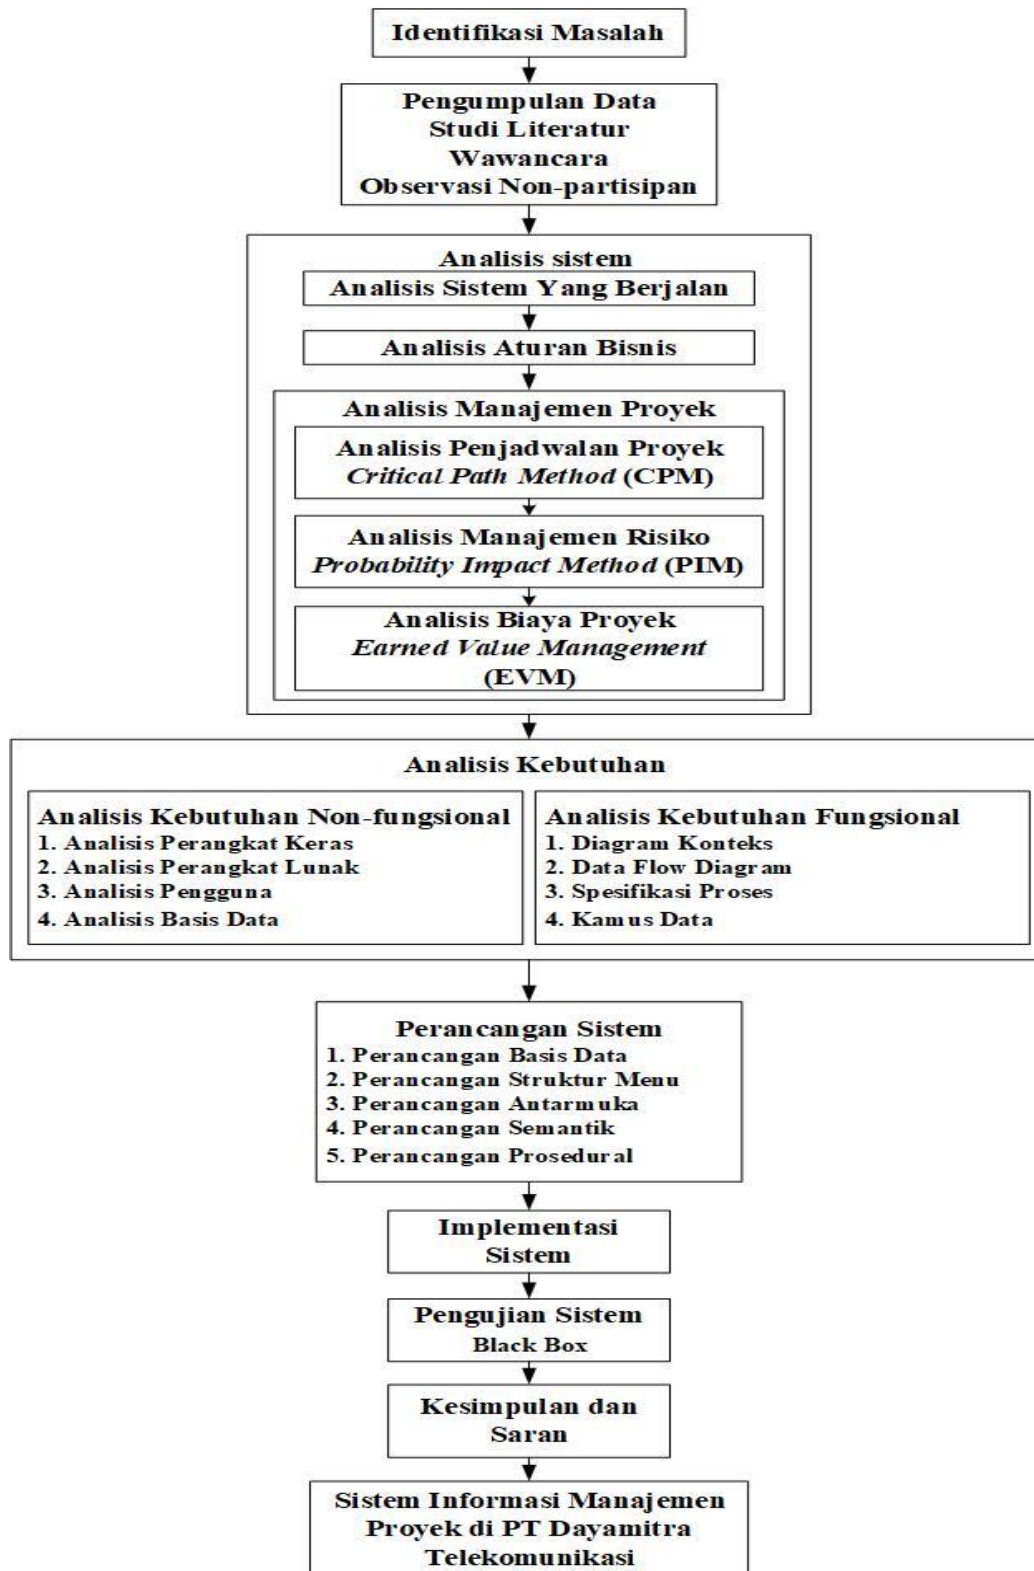 Identifikasi Masalah
Pengumpulan Data
Studi Literatur
Wawancara
Observasi Non-partisipan
Analisis sistem
Analisis Sistem Yang Berjalan
Analisis Aturan Bisnis
Analisis Manajemen Proyek
Analisis Penjadwalan Proyek
Critical Path Method (CPM)
Analisis Manajemen Risiko
Probability Impact Method (PIM)
Analisis Biaya Proyek
Earned Value Management
(EVM)
Analisis Kebutuhan
Analisis Kebutuhan Non-fungsional
1. Analisis Perangkat Keras
2. Analisis Perangkat Lunak
3. Analisis Pengguna
4. Analisis Basis Data
Analisis Kebutuhan Fungsional
1. Diagram Konteks
2. Data Flow Diagram
3. Spesifikasi Proses
4. Kamus Data
Perancangan Sistem
1. Perancangan Basis Data
2. Perancangan Struktur Menu
3. Perancangan Antarmuka
4. Perancangan Semantik
5. Perancangan Prosedural
Implementasi
Sistem
Pengujian Sistem
Black Box
Kesimpulan dan
Saran
Sistem Informasi Manajemen
Proyek di PT Dayamitra
Telekomunikasi